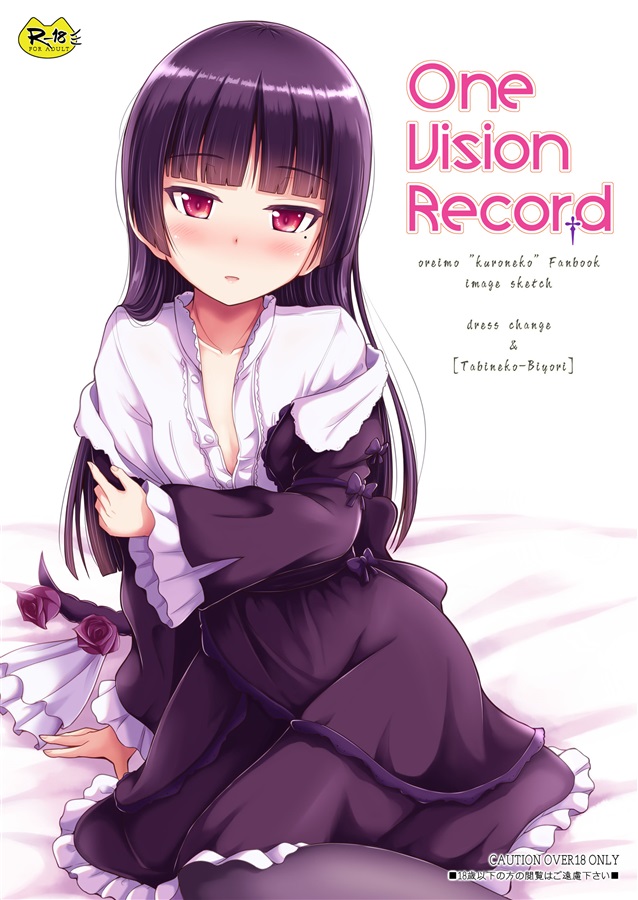 R-18
FOR ADULT
One
Vision
Record
oreimo "kuroneko" Fanbook
image sketch
dress change
&
[Tabineko-Biyori]
CAUTION OVER18 ONLY
■18歳以下の方の閲覧はご遠慮下さい■